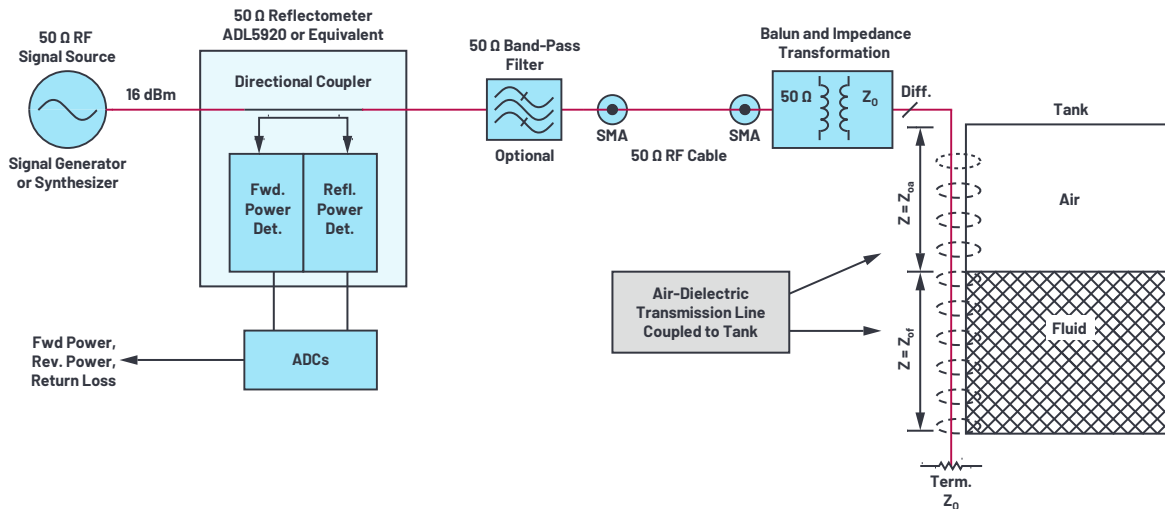 50 Ω RF
Signal Source
Signal Generator
or Synthesizer
16 dBm
50 Ω Reflectometer
ADL5920 or Equivalent
Directional Coupler
Fwd.
Power
Det.
Refl.
Power
Det.
ADCs
Fwd Power,
Rev. Power,
Return Loss
50 Ω Band-Pass
Filter
Optional
SMA
50 Ω RF Cable
SMA
Balun and Impedance
Transformation
50 Ω
Z0
Diff.
Tank
Z = Zoa
Air
Air-Dielectric
Transmission Line
Coupled to Tank
Z = Zof
Fluid
Term.
Z0